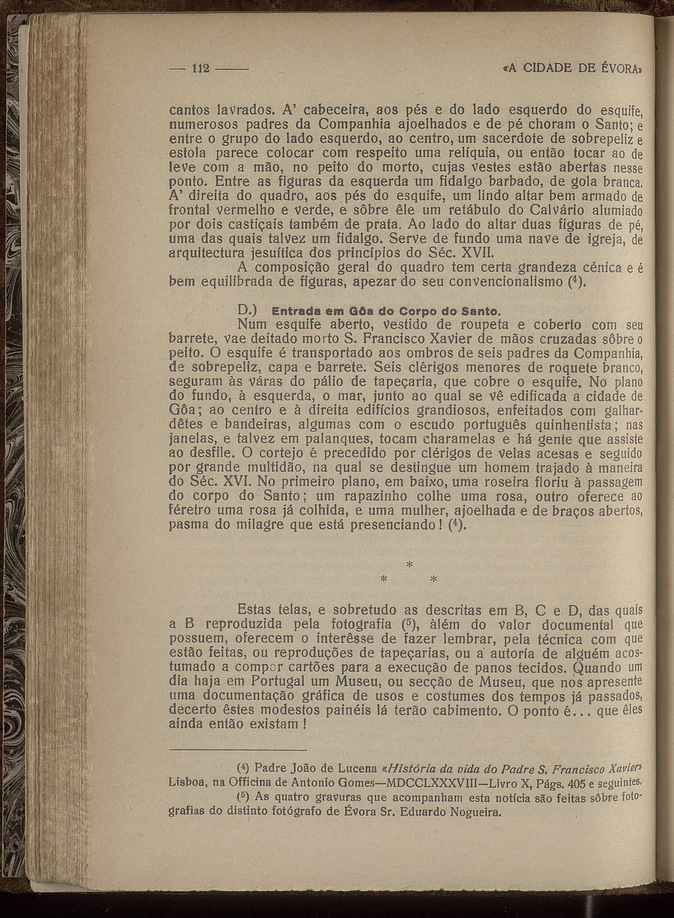 — 112 —
«A CIDADE DE ÉVORA»
cantos lavrados. A' cabeceira, aos pés e do lado esquerdo do esquife,
numerosos padres da Companhia ajoelhados e de pé choram o Santo; e
entre o grupo do lado esquerdo, ao centro, um sacerdote de sobrepeliz e
estola parece colocar com respeito uma relíquia, ou então tocar ao de
leve com a mão, no peito do morto, cujas vestes estão abertas nesse
ponto. Entre as figuras da esquerda um fidalgo barbado, de gola branca.
A' direita do quadro, aos pés do esquife, um lindo altar bem armado de
frontal vermelho e verde, e sôbre êle um retábulo do Calvário alumiado
por dois castiçais também de prata. Ao lado do altar duas figuras de pé,
uma das quais talvez um fidalgo. Serve de fundo uma nave de igreja, de
arquitectura jesuítica dos princípios do Séc. XVII.
A composição geral do quadro tem certa grandeza cénica e é
bem equilibrada de figuras, apezar do seu convencionalismo (⁴).
D.) Entrada em Gôa do Corpo do Santo.
Num esquife aberto, vestido de roupeta e coberto com seu
barrete, vae deitado morto S. Francisco Xavier de mãos cruzadas sôbre o
peito. O esquife é transportado aos ombros de seis padres da Companhia,
de sobrepeliz, capa e barrete. Seis clérigos menores de roquete branco,
seguram às váras do pálio de tapeçaria, que cobre o esquife. No plano
do fundo, à esquerda, o mar, junto ao qual se vê edificada a cidade de
Gôa; ao centro e à direita edifícios grandiosos, enfeitados com galhar-
dêtes e bandeiras, algumas com o escudo português quinhentista; nas
janelas, e talvez em palanques, tocam charamelas e há gente que assiste
ao desfile. O cortejo é precedido por clérigos de velas acesas e seguido
por grande multidão, na qual se destingue um homem trajado à maneira
do Séc. XVI. No primeiro plano, em baixo, uma roseira floriu à passagem
do corpo do Santo; um rapazinho colhe uma rosa, outro oferece ao
féretro uma rosa já colhida, e uma mulher, ajoelhada e de braços abertos,
pasma do milagre que está presenciando! (⁴).
*
* *
Estas telas, e sobretudo as descritas em B, C e D, das quais
a B reproduzida pela fotografia (⁵), àlém do valor documental que
possuem, oferecem o interêsse de fazer lembrar, pela técnica com que
estão feitas, ou reproduções de tapeçarias, ou a autoría de alguém acos-
tumado a compor cartões para a execução de panos tecidos. Quando um
dia haja em Portugal um Museu, ou secção de Museu, que nos apresente
uma documentação gráfica de usos e costumes dos tempos já passados,
decerto êstes modestos painéis lá terão cabimento. O ponto é... que êles
ainda então existam!
(⁴) Padre João de Lucena «História da vida do Padre S. Francisco Xavier»
Lisboa, na Officina de Antonio Gomes—MDCCLXXXVIII—Livro X, Págs. 405 e seguintes.
(⁵) As quatro gravuras que acompanham esta notícia são feitas sôbre foto-
grafias do distinto fotógrafo de Évora Sr. Eduardo Nogueira.